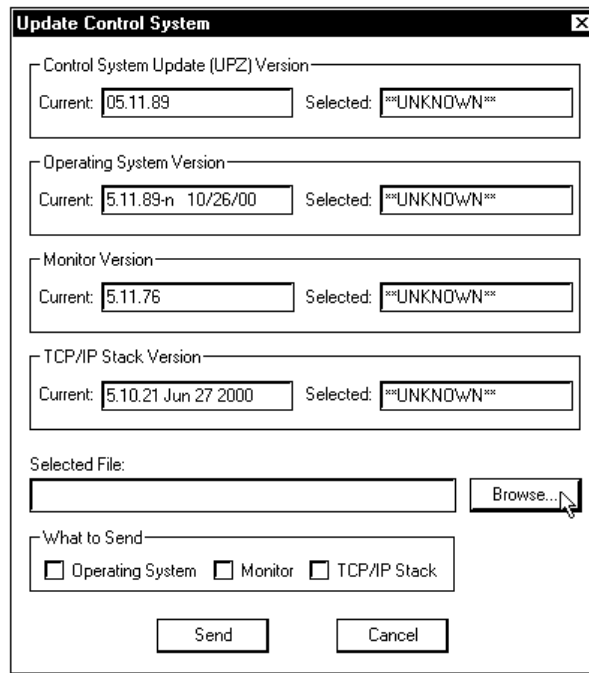 Update Control System
Control System Update (UPZ) Version
Current: 05.11.89 Selected: **UNKNOWN**
Operating System Version
Current: 5.11.89-n 10/26/00 Selected: **UNKNOWN**
Monitor Version
Current: 5.11.76 Selected: **UNKNOWN**
TCP/IP Stack Version
Current: 5.10.21 Jun 27 2000 Selected: **UNKNOWN**
Selected File:
Browse...
What to Send
Operating System Monitor TCP/IP Stack
Send Cancel